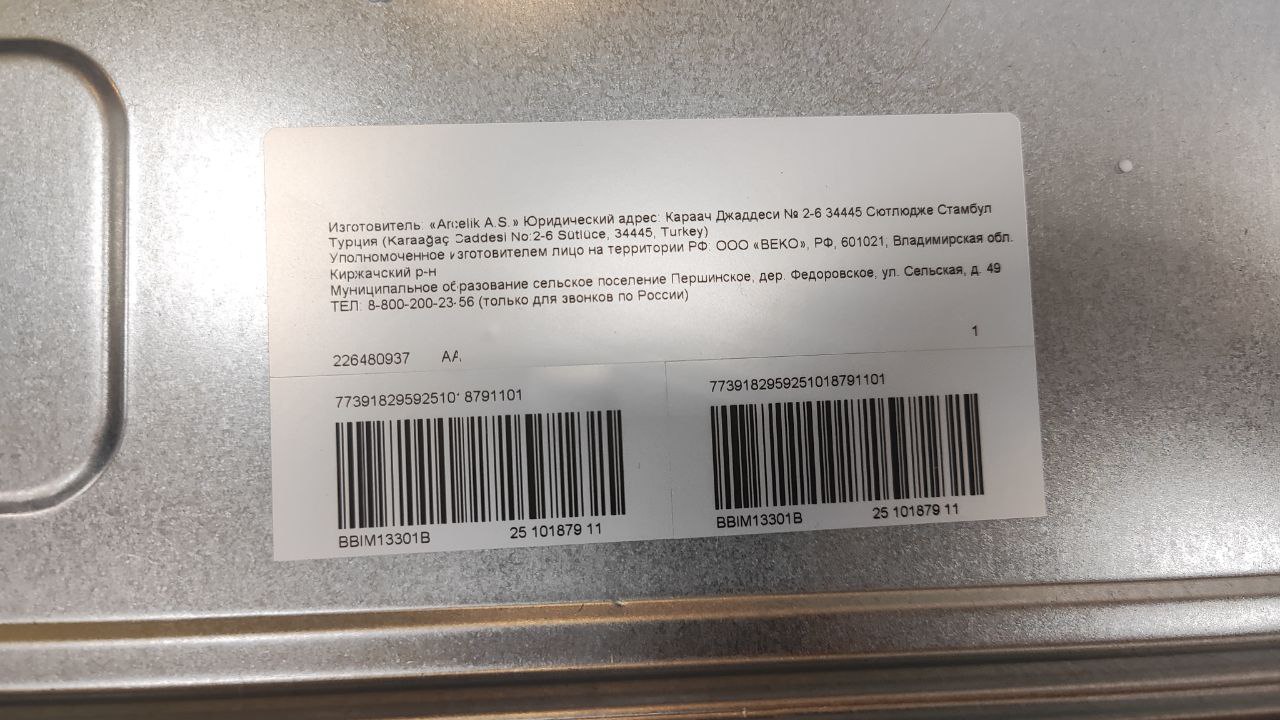 Изготовитель: «Arcelik A.S.» Юридический адрес: Караач Джаддеси № 2-6 34445 Сютлюдже Стамбул
Турция (Karaağaç Caddesi No:2-6 Sütlüce, 34445, Turkey)
Уполномоченное изготовителем лицо на территории РФ: ООО «BEKO», РФ, 601021, Владимирская обл.
Киржачский р-н
Муниципальное образование сельское поселение Першинское, дер. Федоровское, ул. Сельская, д. 49
ТЕЛ: 8-800-200-23-56 (только для звонков по России)
1
226480937 AA
7739182959251018791101
7739182959251018791101
BBIM13301B 25 101879 11
BBIM13301B 25 101879 11